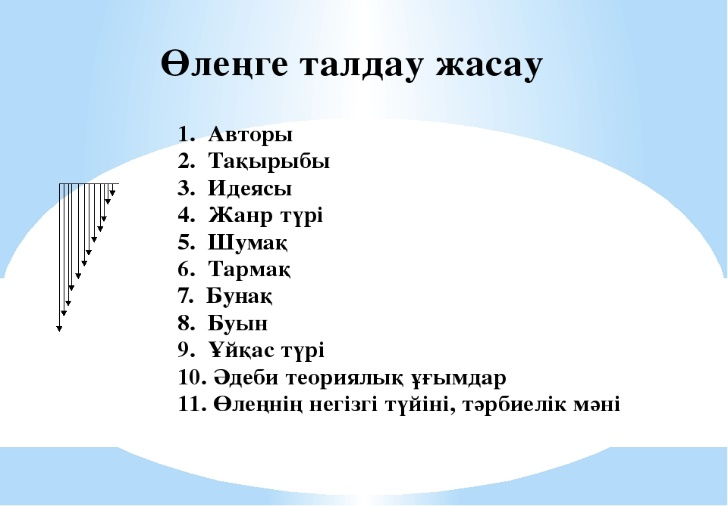 Өлеңге талдау жасау
1. Авторы
2. Тақырыбы
3. Идеясы
4. Жанр түрі
5. Шумақ
6. Тармақ
7. Бунақ
8. Буын
9. Ұйқас түрі
10. Әдеби теориялық ұғымдар
11. Өлеңнің негізгі түйіні, тәрбиелік мәні